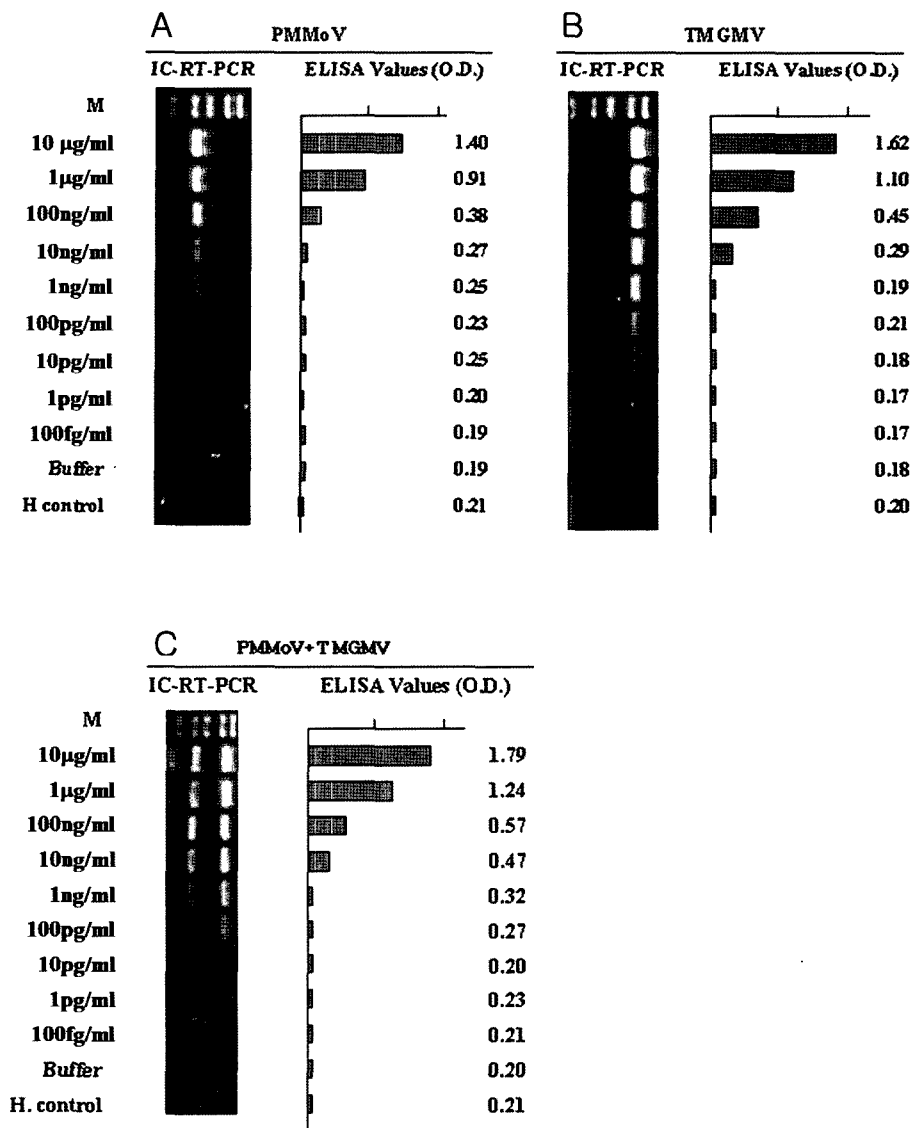 A
PMMoV
IC-RT-PCR ELISA Values (O.D.)
M
10 µg/ml 1.40
1µg/ml 0.91
100ng/ml 0.38
10ng/ml 0.27
1ng/ml 0.25
100pg/ml 0.23
10pg/ml 0.25
1pg/ml 0.20
100fg/ml 0.19
Buffer 0.19
H control 0.21
B
TMGMV
IC-RT-PCR ELISA Values (O.D.)
1.62
1.10
0.45
0.29
0.19
0.21
0.18
0.17
0.17
0.18
0.20
C
PMMoV+TMGMV
IC-RT-PCR ELISA Values (O.D.)
M
10µg/ml 1.79
1µg/ml 1.24
100ng/ml 0.57
10ng/ml 0.47
1ng/ml 0.32
100pg/ml 0.27
10pg/ml 0.20
1pg/ml 0.23
100fg/ml 0.21
Buffer 0.20
H. control 0.21